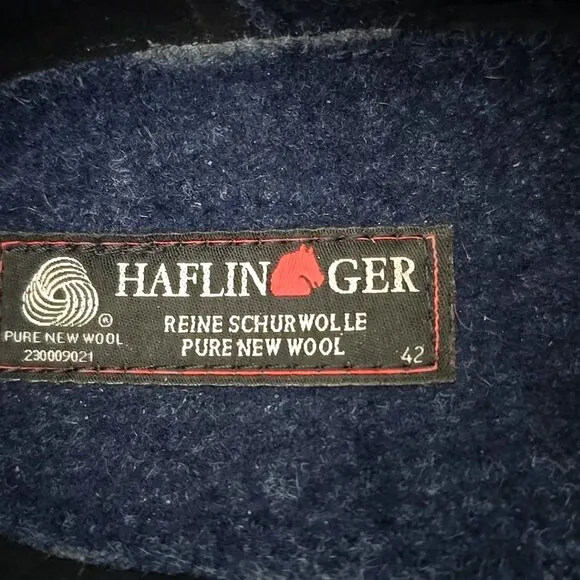 HAFLINGER
REINE SCHURWOLLE
PURE NEW WOOL
42
®
PURE NEW WOOL
230009021